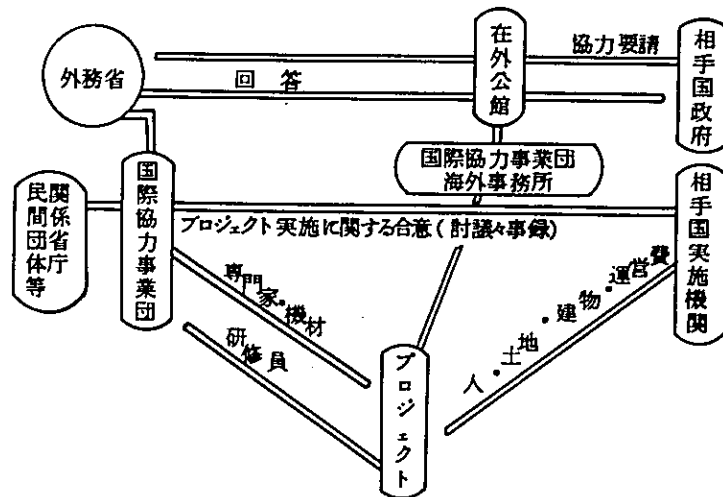 外務省
在外公館
協力要請
相手国政府
回答
国際協力事業団
海外事務所
関係省庁
民間団体等
国際協力事業団
プロジェクト実施に関する合意(討議々事録)
相手国実施機関
専門家・機材
研修員
プロジェクト
人・土地・建物・運営費